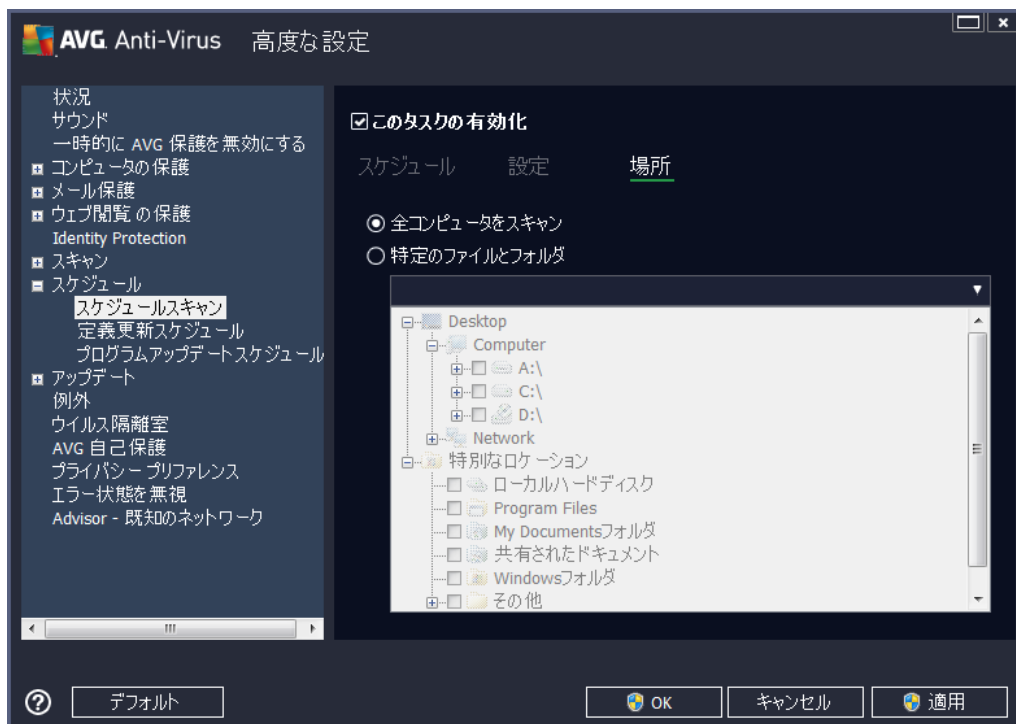 AVG. Anti-Virus 高度な設定
状況
サウンド
一時的に AVG 保護を無効にする
コンピュータの保護
メール保護
ウェブ閲覧 の保護
Identity Protection
スキャン
スケジュール
スケジュールスキャン
定義更新スケジュール
プログラムアップデートスケジュール
アップデート
例外
ウイルス隔離室
AVG 自己保護
プライバシー プリファレンス
エラー状態を無視
Advisor - 既知のネットワーク
このタスクの有効化
スケジュール 設定 場所
全コンピュータをスキャン
特定のファイルとフォルダ
Desktop
Computer
A:\
C:\
D:\
Network
特別なロケーション
ローカルハードディスク
Program Files
My Documentsフォルダ
共有されたドキュメント
Windowsフォルダ
その他
デフォルト OK キャンセル 適用